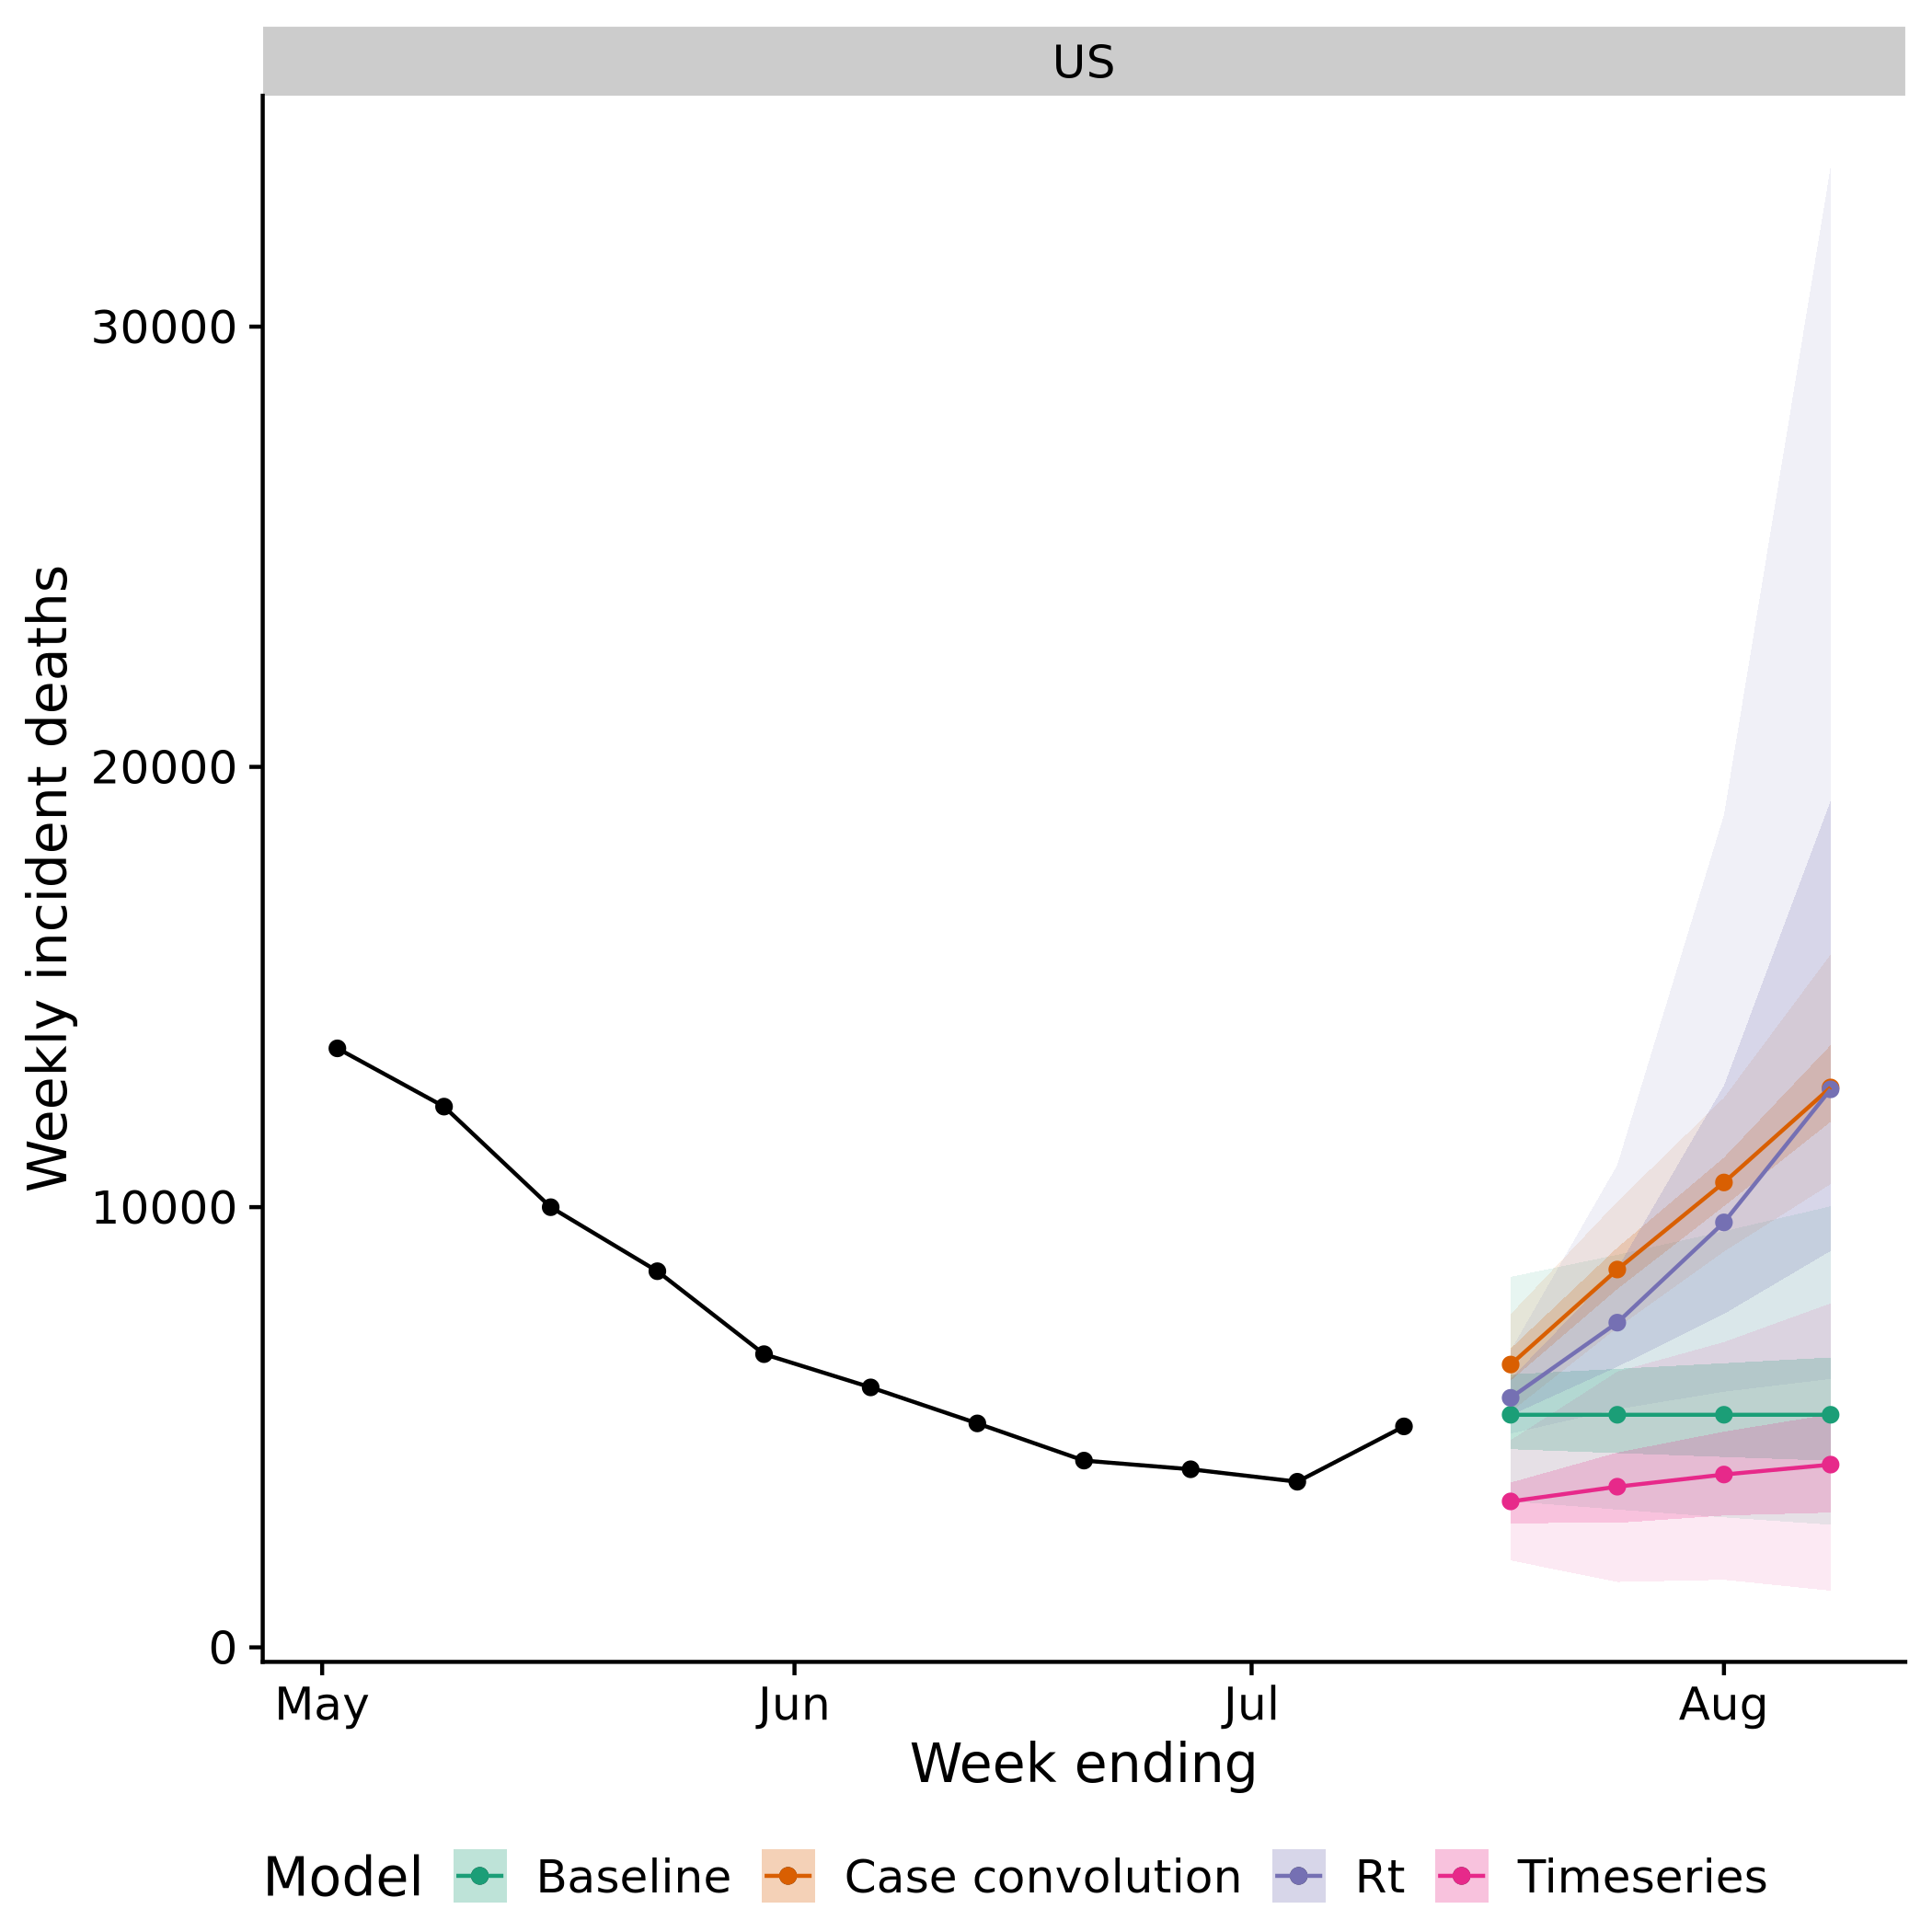 US
Weekly incident deaths
30000
20000
10000
0
May Jun Jul Aug
Week ending
Model Baseline Case convolution Rt Timeseries